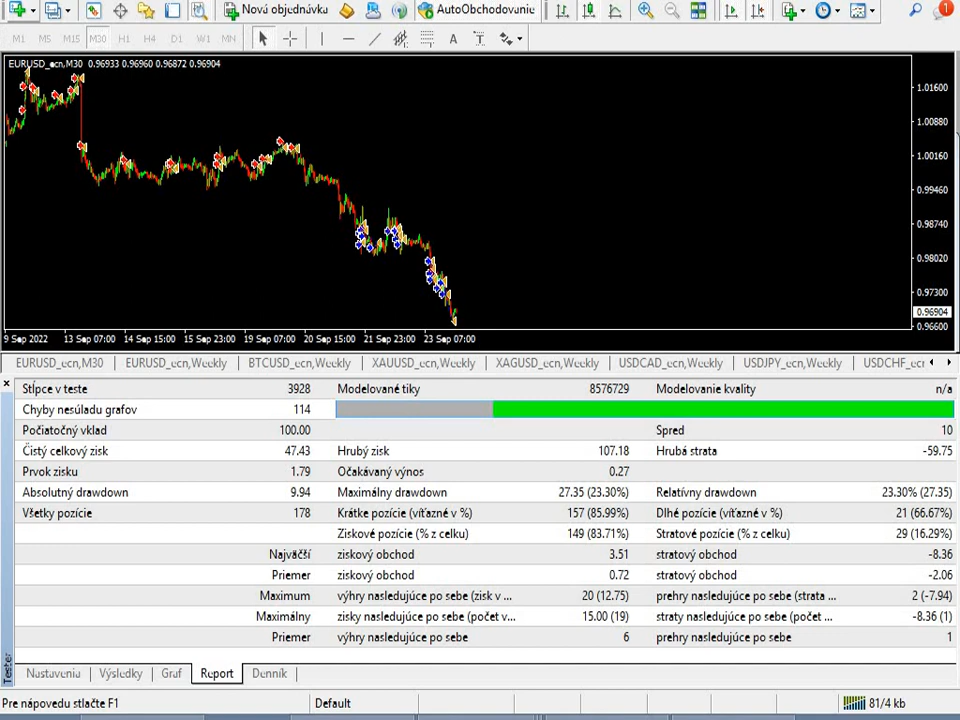 Nová objednávka AutoObchodovanie 1
M1 M5 M15 M30 H1 H4 D1 W1 MN A T
EURUSD_ecn,M30 0.96933 0.96960 0.96872 0.96904
1.01600
1.00880
1.00160
0.99460
0.98740
0.98020
0.97300
0.96904
0.96600
9 Sep 2022 13 Sep 07:00 14 Sep 15:00 15 Sep 23:00 19 Sep 07:00 20 Sep 15:00 21 Sep 23:00 23 Sep 07:00
EURUSD_ecn,M30 EURUSD_ecn,Weekly BTCUSD_ecn,Weekly XAUUSD_ecn,Weekly XAGUSD_ecn,Weekly USDCAD_ecn,Weekly USDJPY_ecn,Weekly USDCHF_ecn
Stĺpce v teste 3928 Modelované tiky 8576729 Modelovanie kvality n/a
Chyby nesúladu grafov 114
Počiatočný vklad 100.00 Spred 10
Čistý celkový zisk 47.43 Hrubý zisk 107.18 Hrubá strata -59.75
Prvok zisku 1.79 Očakávaný výnos 0.27
Absolutný drawdown 9.94 Maximálny drawdown 27.35 (23.30%) Relatívny drawdown 23.30% (27.35)
Všetky pozície 178 Krátke pozície (víťazné v %) 157 (85.99%) Dlhé pozície (víťazné v %) 21 (66.67%)
Ziskové pozície (% z celku) 149 (83.71%) Stratové pozície (% z celku) 29 (16.29%)
Najväčší ziskový obchod 3.51 stratový obchod -8.36
Priemer ziskový obchod 0.72 stratový obchod -2.06
Maximum výhry nasledujúce po sebe (zisk v ... 20 (12.75) prehry nasledujúce po sebe (strata ... 2 (-7.94)
Maximálny zisky nasledujúce po sebe (počet v... 15.00 (19) straty nasledujúce po sebe (počet ... -8.36 (1)
Priemer výhry nasledujúce po sebe 6 prehry nasledujúce po sebe 1
Tester
Nastavenia Výsledky Graf Report Denník
Pre nápovedu stlačte F1 Default 81/4 kb